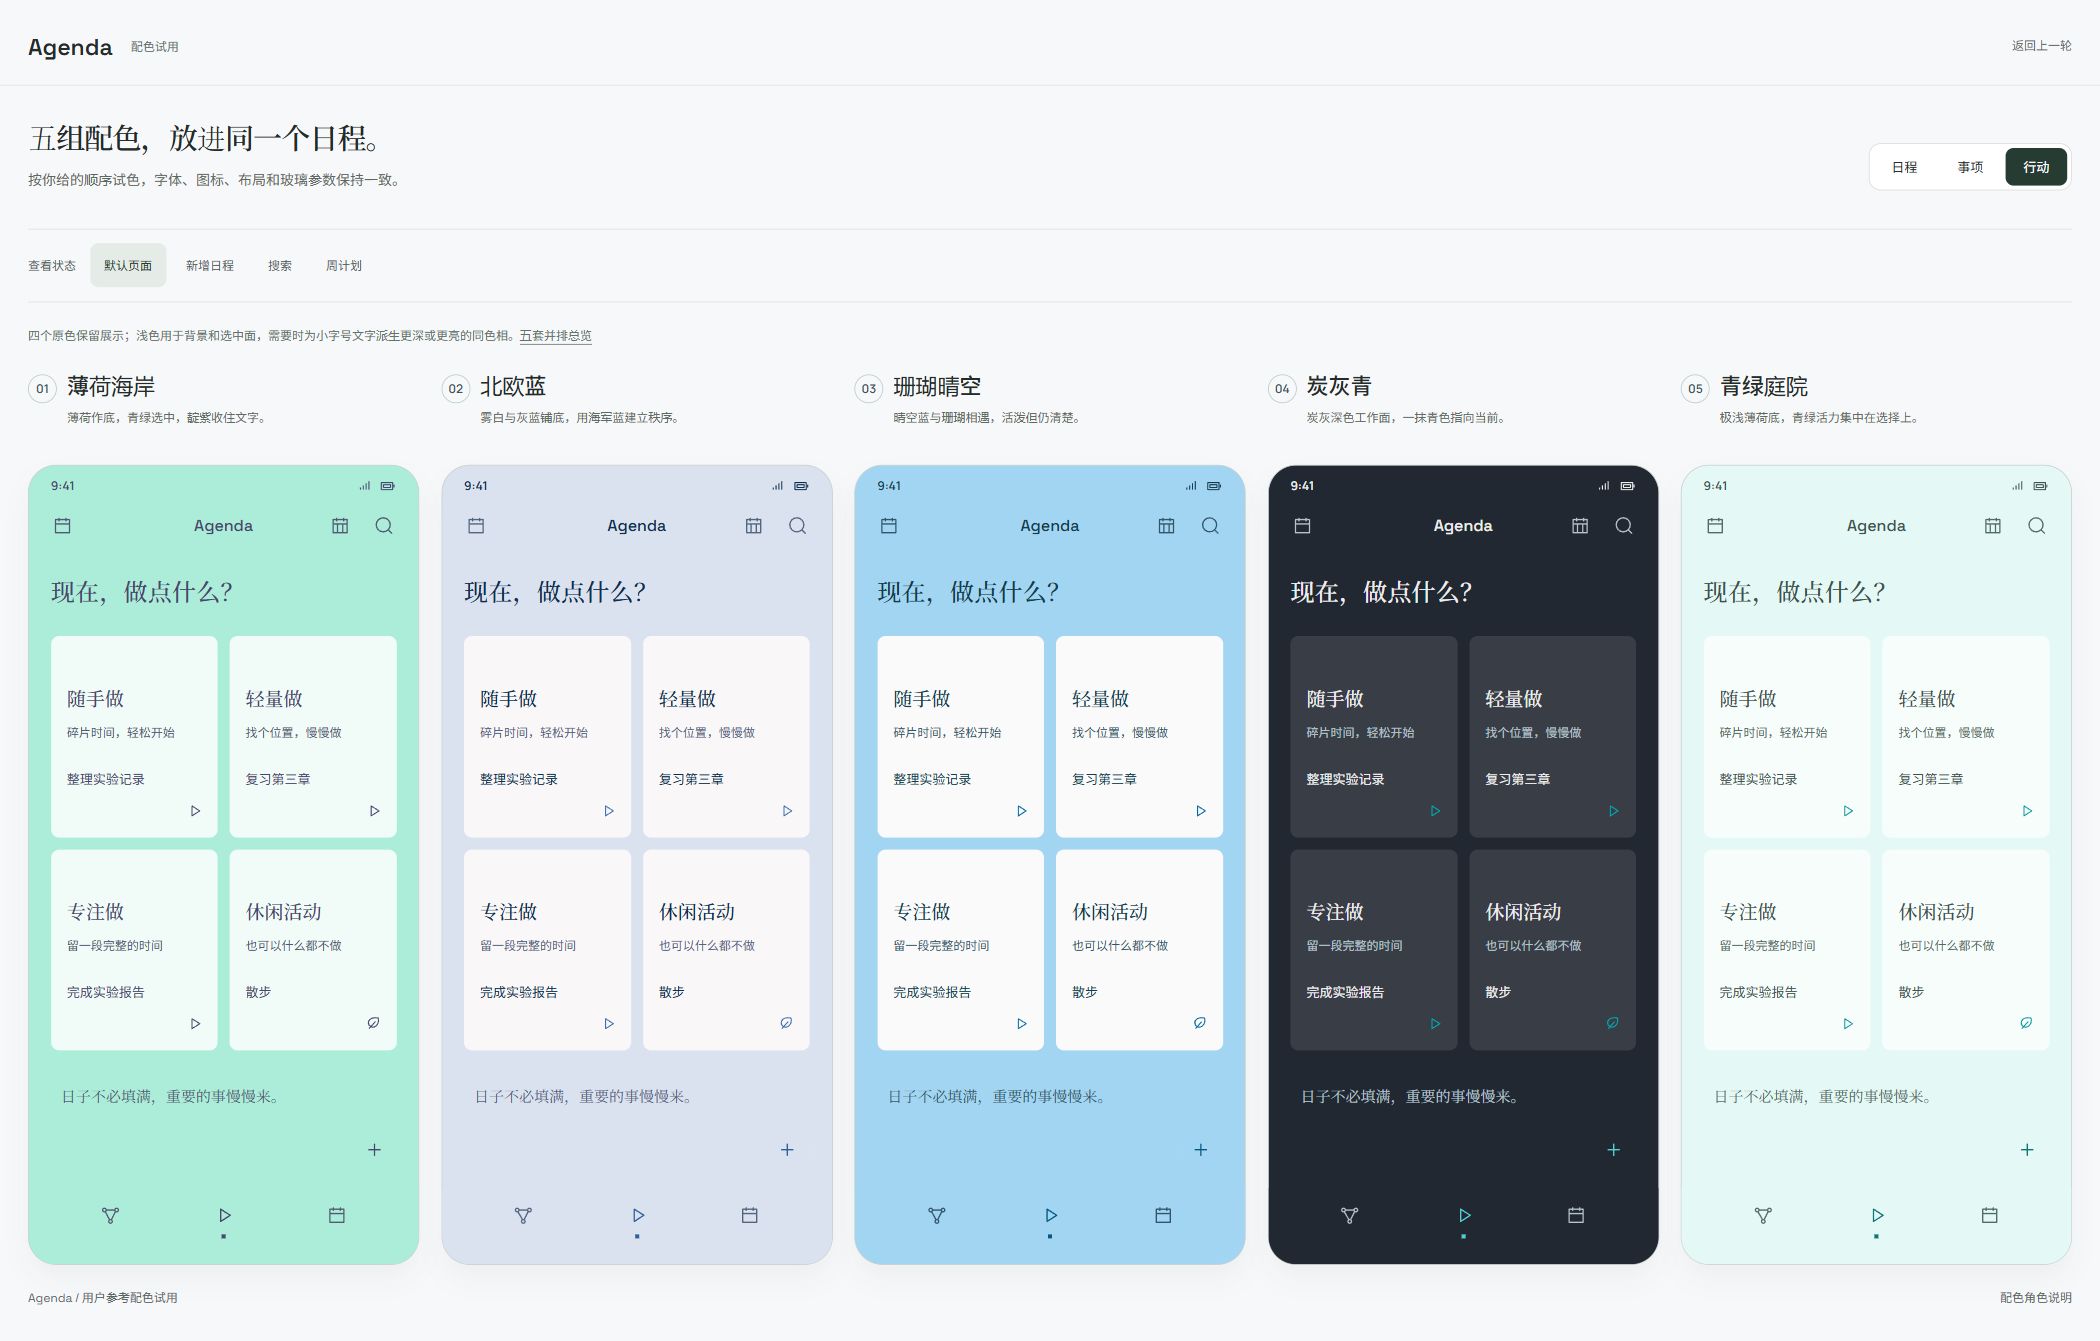 Agenda 配色试用
返回上一轮
五组配色，放进同一个日程。
按你给的顺序试色，字体、图标、布局和玻璃参数保持一致。
日程 事项 行动
查看状态 默认页面 新增日程 搜索 周计划
四个原色保留展示；浅色用于背景和选中面，需要时为小字号文字派生更深或更亮的同色相。五套并排总览
01 薄荷海岸
薄荷作底，青绿选中，靛紫收住文字。
02 北欧蓝
雾白与灰蓝铺底，用海军蓝建立秩序。
03 珊瑚晴空
晴空蓝与珊瑚相遇，活泼但仍清楚。
04 炭灰青
炭灰深色工作面，一抹青色指向当前。
05 青绿庭院
极浅薄荷底，青绿活力集中在选择上。
9:41
Agenda
现在，做点什么？
随手做
碎片时间，轻松开始
整理实验记录
轻量做
找个位置，慢慢做
复习第三章
专注做
留一段完整的时间
完成实验报告
休闲活动
也可以什么都不做
散步
日子不必填满，重要的事慢慢来。
9:41
Agenda
现在，做点什么？
随手做
碎片时间，轻松开始
整理实验记录
轻量做
找个位置，慢慢做
复习第三章
专注做
留一段完整的时间
完成实验报告
休闲活动
也可以什么都不做
散步
日子不必填满，重要的事慢慢来。
9:41
Agenda
现在，做点什么？
随手做
碎片时间，轻松开始
整理实验记录
轻量做
找个位置，慢慢做
复习第三章
专注做
留一段完整的时间
完成实验报告
休闲活动
也可以什么都不做
散步
日子不必填满，重要的事慢慢来。
9:41
Agenda
现在，做点什么？
随手做
碎片时间，轻松开始
整理实验记录
轻量做
找个位置，慢慢做
复习第三章
专注做
留一段完整的时间
完成实验报告
休闲活动
也可以什么都不做
散步
日子不必填满，重要的事慢慢来。
9:41
Agenda
现在，做点什么？
随手做
碎片时间，轻松开始
整理实验记录
轻量做
找个位置，慢慢做
复习第三章
专注做
留一段完整的时间
完成实验报告
休闲活动
也可以什么都不做
散步
日子不必填满，重要的事慢慢来。
Agenda / 用户参考配色试用
配色角色说明